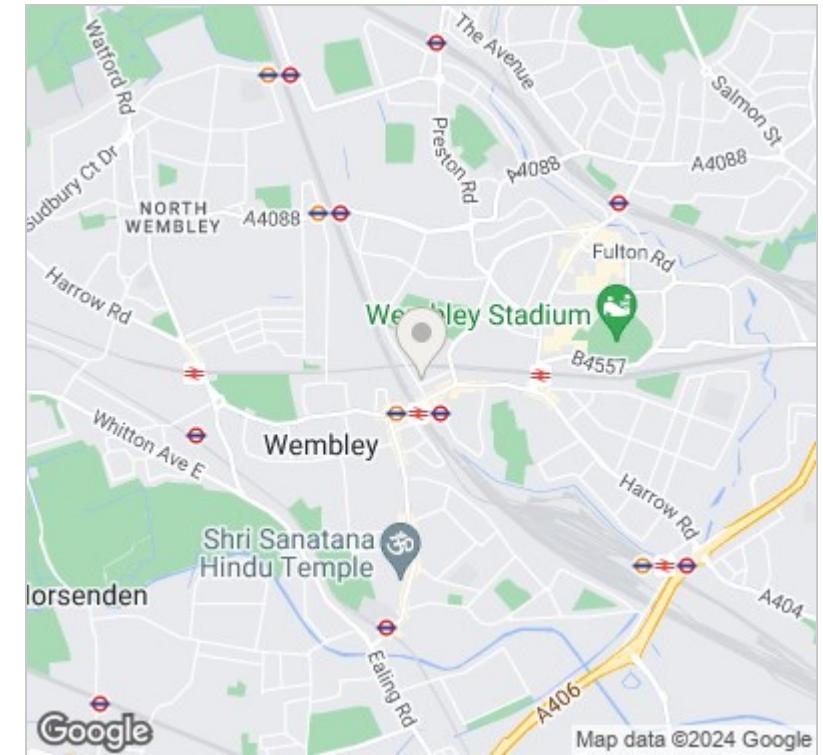 Watford Rd
The Avenue
Salmon St
Preston Rd
A4088
A4088
Sudbury Ct Dr
NORTH
WEMBLEY
A4088
Fulton Rd
Harrow Rd
Wembley Stadium
B4557
Whitton Ave E
Wembley
Harrow Rd
Shri Sanatana
Hindu Temple
lorsenden
A404
Ealing Rd
A406
Google
Map data ©2024 Google